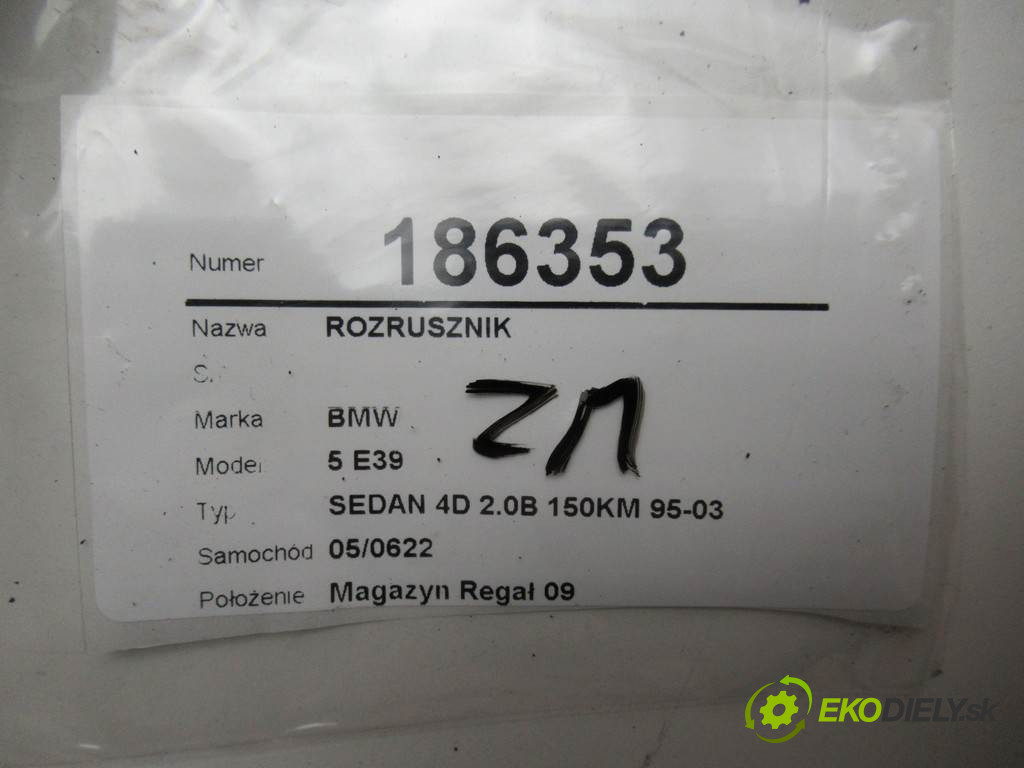 Numer 186353
Nazwa ROZRUSZNIK
Marka BMW
Model 5 E39
Typ SEDAN 4D 2.0B 150KM 95-03
Samochód 05/0622
Położenie Magazyn Regał 09
EKODIELY.sk